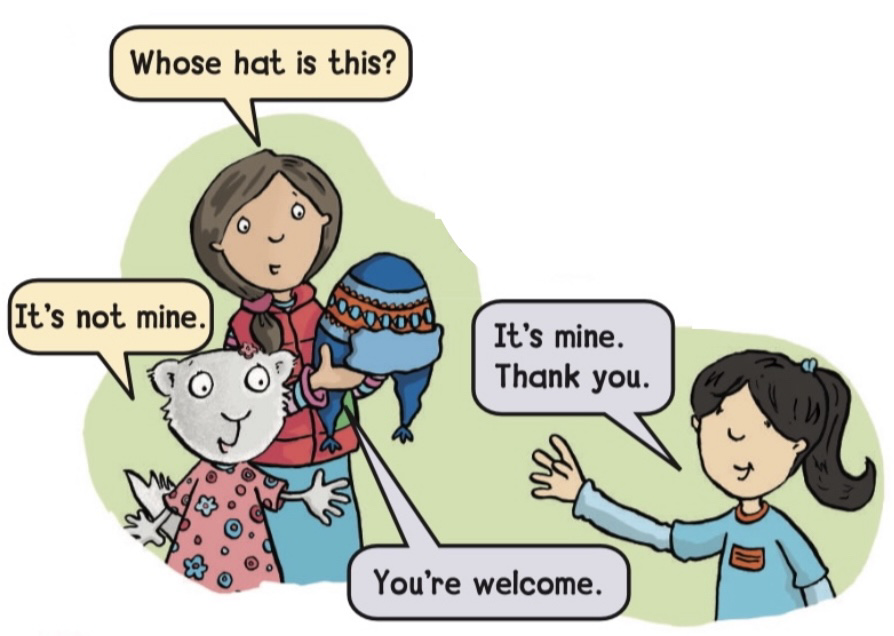 Whose hat is this?
It's not mine.
It's mine.
Thank you.
You're welcome.